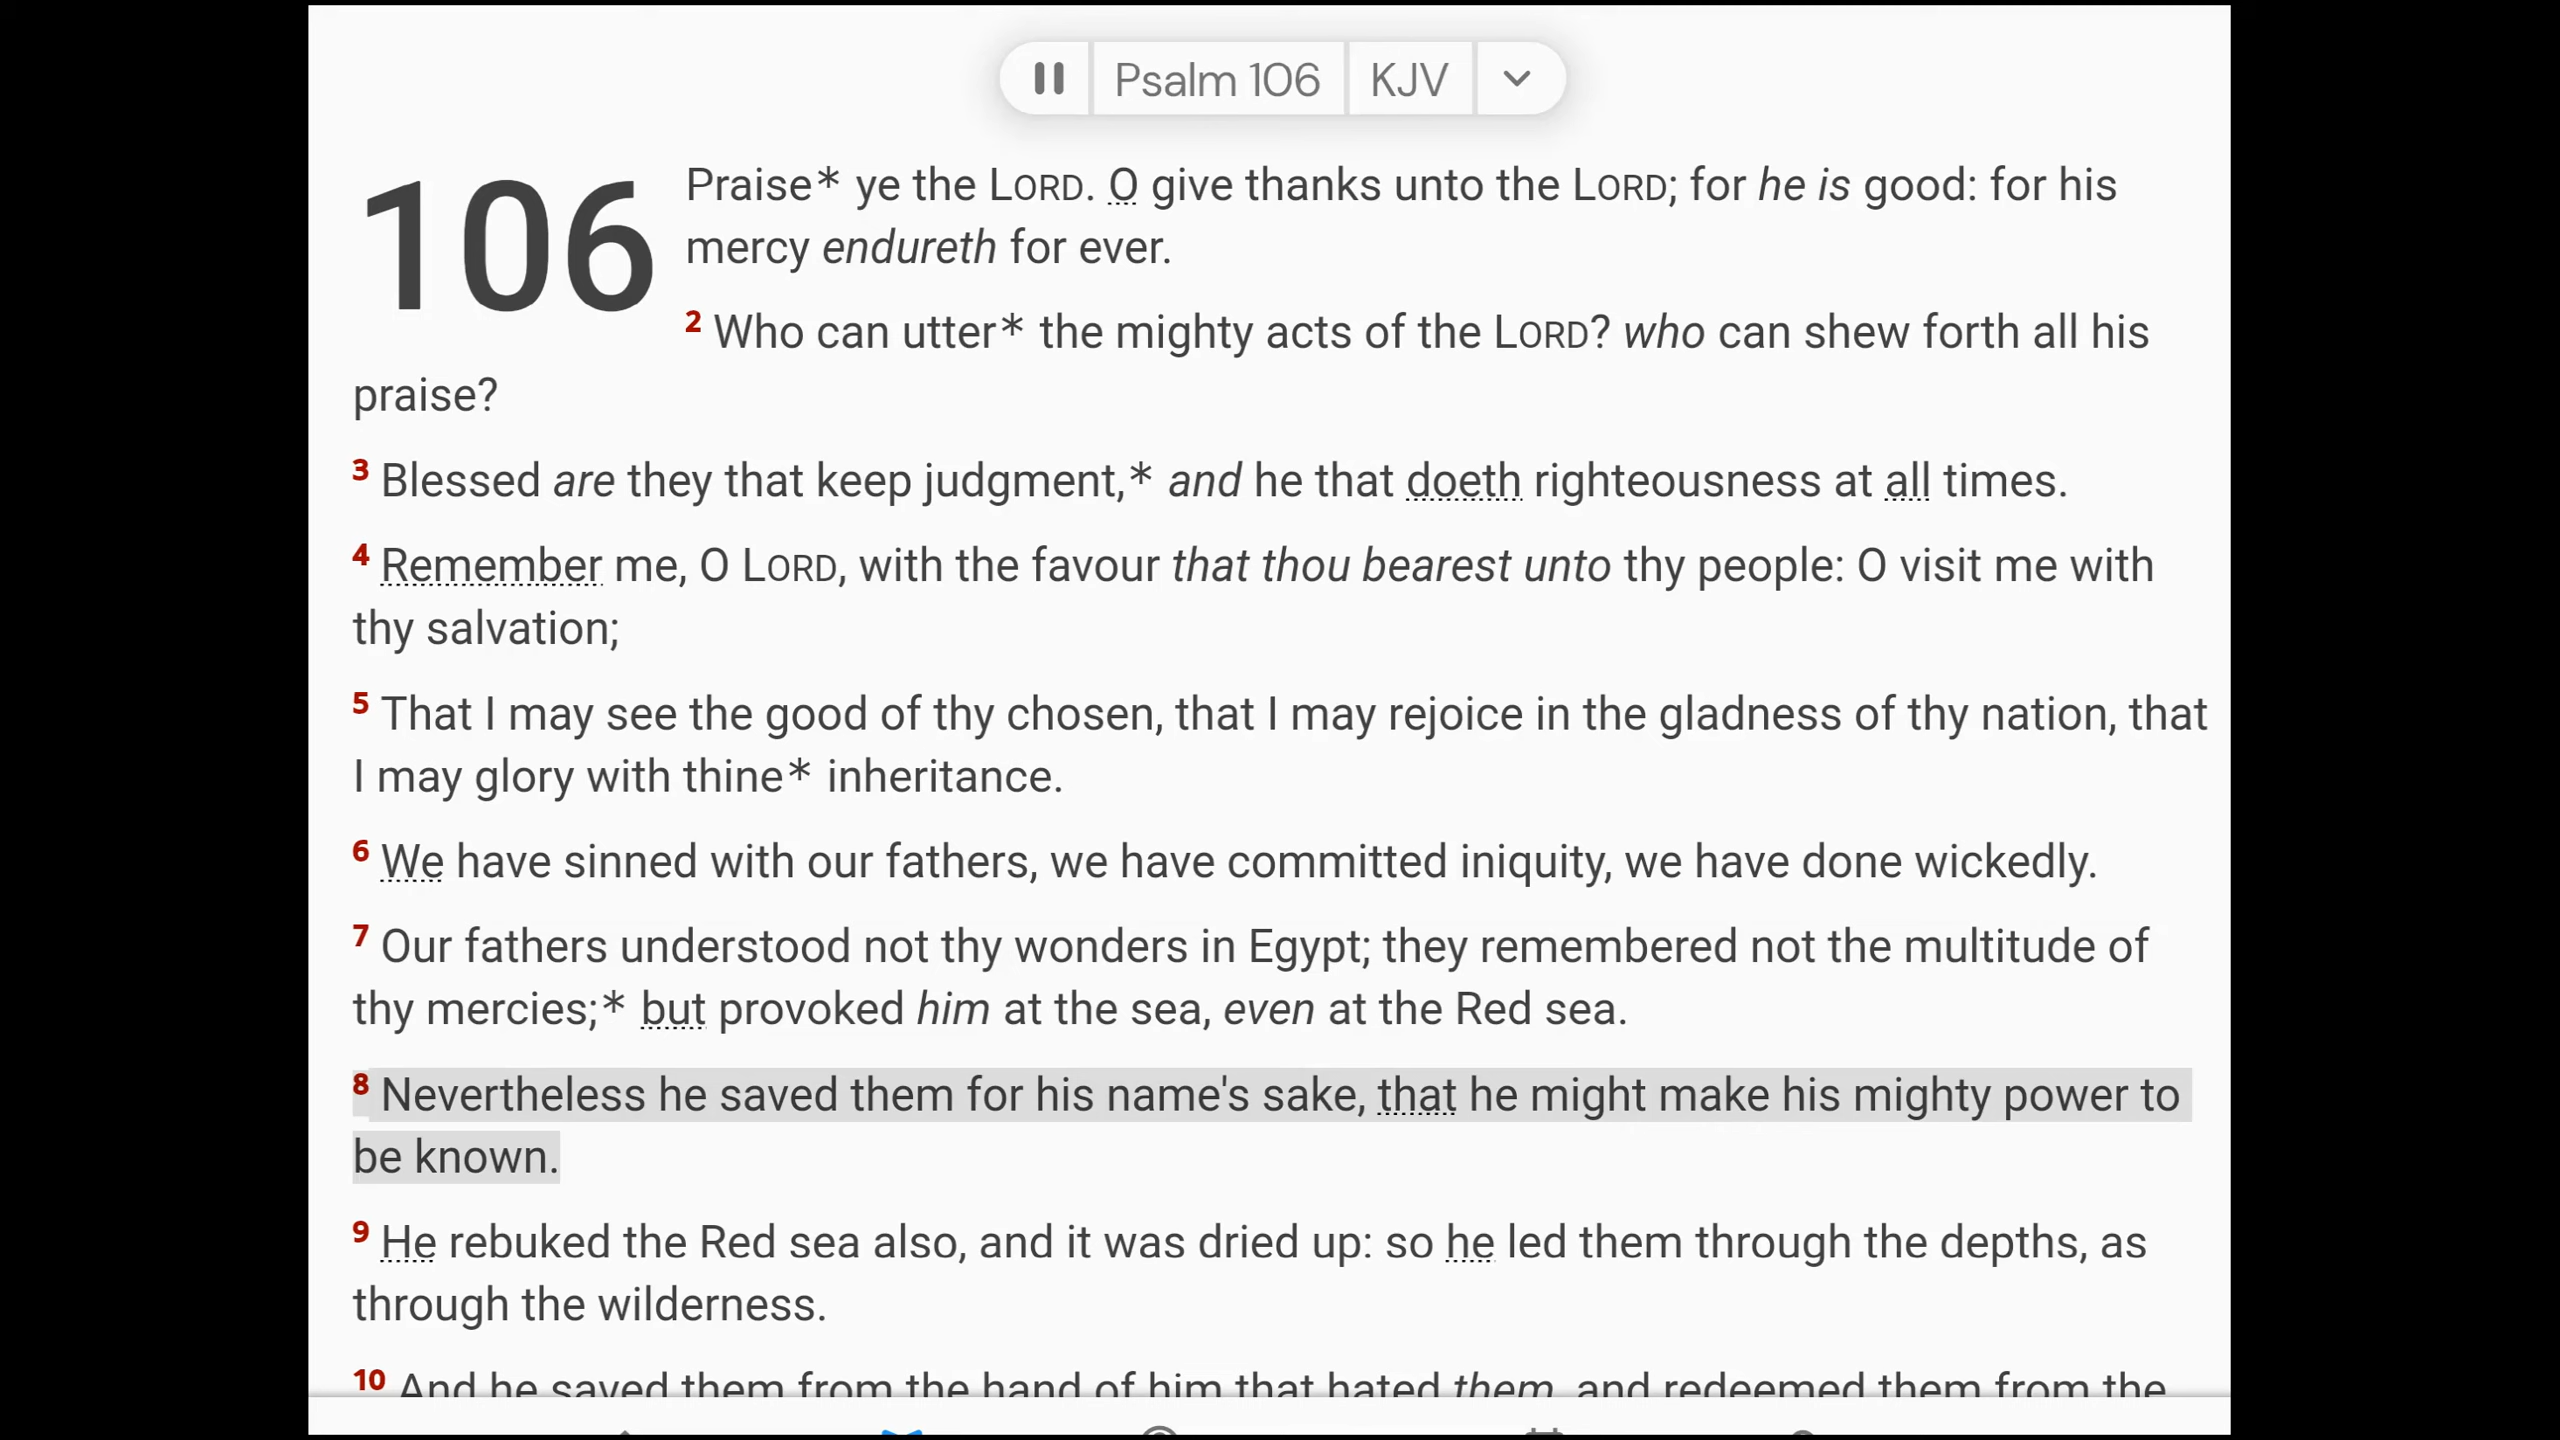 Psalm 106 KJV
106
Praise* ye the LORD. O give thanks unto the LORD; for he is good: for his
mercy endureth for ever.
2 Who can utter* the mighty acts of the LORD? who can shew forth all his
praise?
3 Blessed are they that keep judgment,* and he that doeth righteousness at all times.
4 Remember me, O LORD, with the favour that thou bearest unto thy people: O visit me with
thy salvation;
5 That I may see the good of thy chosen, that I may rejoice in the gladness of thy nation, that
I may glory with thine* inheritance.
6 We have sinned with our fathers, we have committed iniquity, we have done wickedly.
7 Our fathers understood not thy wonders in Egypt; they remembered not the multitude of
thy mercies;* but provoked him at the sea, even at the Red sea.
8 Nevertheless he saved them for his name's sake, that he might make his mighty power to
be known.
9 He rebuked the Red sea also, and it was dried up: so he led them through the depths, as
through the wilderness.
10 And he saved them from the hand of him that hated them, and redeemed them from the